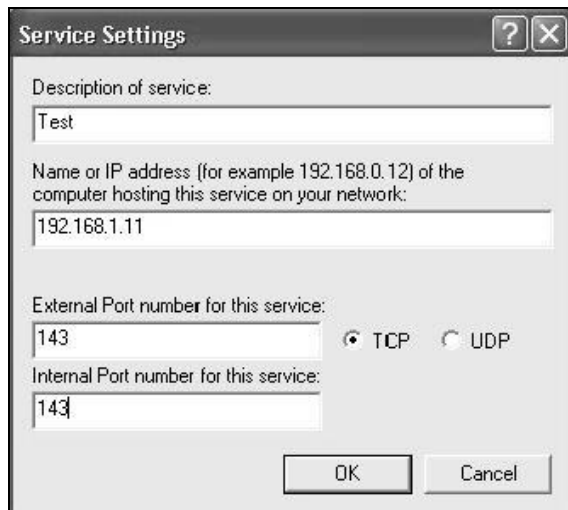 Service Settings
Description of service:
Test
Name or IP address (for example 192.168.0.12) of the
computer hosting this service on your network:
192.168.1.11
External Port number for this service:
143
TCP
UDP
Internal Port number for this service:
143
OK
Cancel